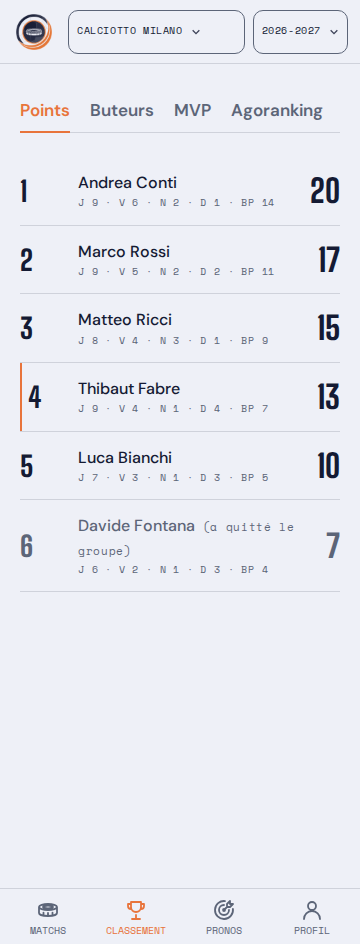 CALCIOTTO MILANO
2026-2027
Points Buteurs MVP Agoranking
1 Andrea Conti 20
J 9 · V 6 · N 2 · D 1 · BP 14
2 Marco Rossi 17
J 9 · V 5 · N 2 · D 2 · BP 11
3 Matteo Ricci 15
J 8 · V 4 · N 3 · D 1 · BP 9
4 Thibaut Fabre 13
J 9 · V 4 · N 1 · D 4 · BP 7
5 Luca Bianchi 10
J 7 · V 3 · N 1 · D 3 · BP 5
6 Davide Fontana (a quitté le 7
groupe)
J 6 · V 2 · N 1 · D 3 · BP 4
MATCHS CLASSEMENT PRONOS PROFIL